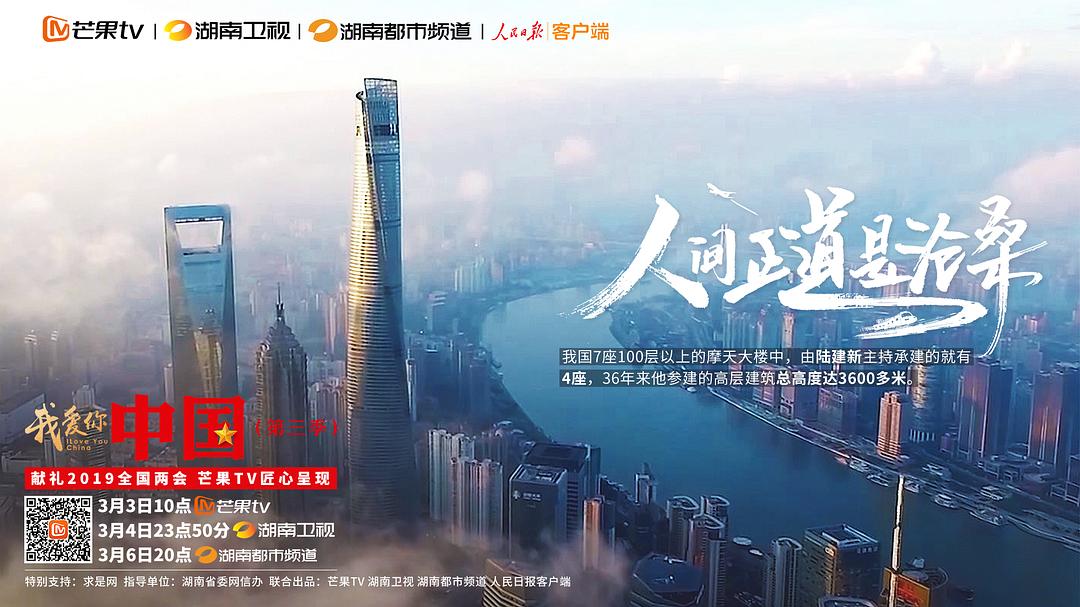 芒果tv | 湖南卫视 | 湖南都市频道 | 人民日报 客户端
人间正道是沧桑
我国7座100层以上的摩天大楼中，由陆建新主持承建的就有
4座，36年来他参建的高层建筑总高度达3600多米。
我爱你 中国 （第三季）
I Love You
China
献礼2019全国两会 芒果TV匠心呈现
3月3日10点 芒果tv
3月4日23点50分 湖南卫视
3月6日20点 湖南都市频道
特别支持：求是网 指导单位：湖南省委网信办 联合出品：芒果TV 湖南卫视 湖南都市频道 人民日报客户端